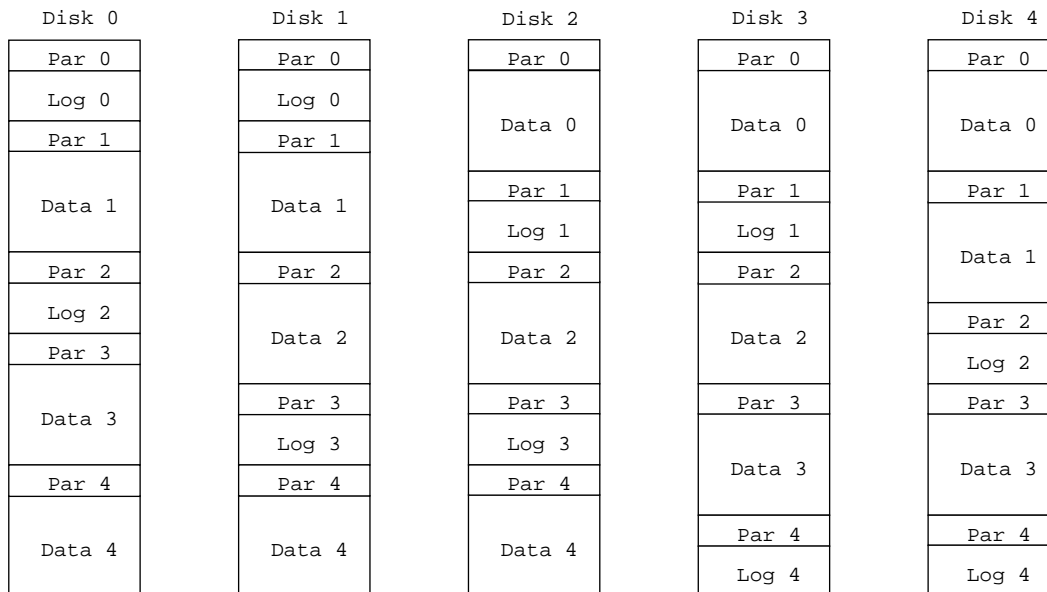 Disk 0
Par 0
Log 0
Par 1
Data 1
Par 2
Log 2
Par 3
Data 3
Par 4
Data 4
Disk 1
Par 0
Log 0
Par 1
Data 1
Par 2
Data 2
Par 3
Log 3
Par 4
Data 4
Disk 2
Par 0
Data 0
Par 1
Log 1
Par 2
Data 2
Par 3
Log 3
Par 4
Data 4
Disk 3
Par 0
Data 0
Par 1
Log 1
Par 2
Data 2
Par 3
Data 3
Par 4
Log 4
Disk 4
Par 0
Data 0
Par 1
Data 1
Par 2
Log 2
Par 3
Data 3
Par 4
Log 4